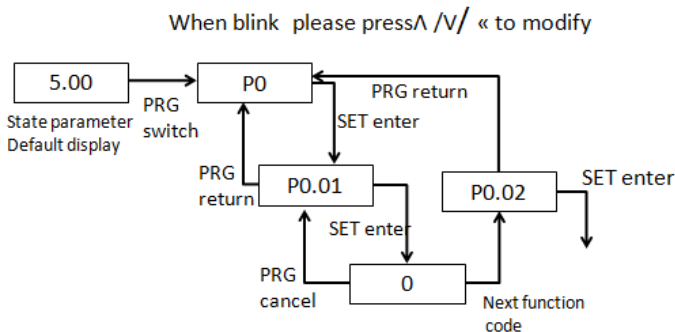 When blink please pressΛ /V/ « to modify
5.00
P0
PRG return
PRG
switch
State parameter
Default display
SET enter
PRG
return
P0.01
P0.02
SET enter
SET enter
PRG
cancel
0
Next function
code